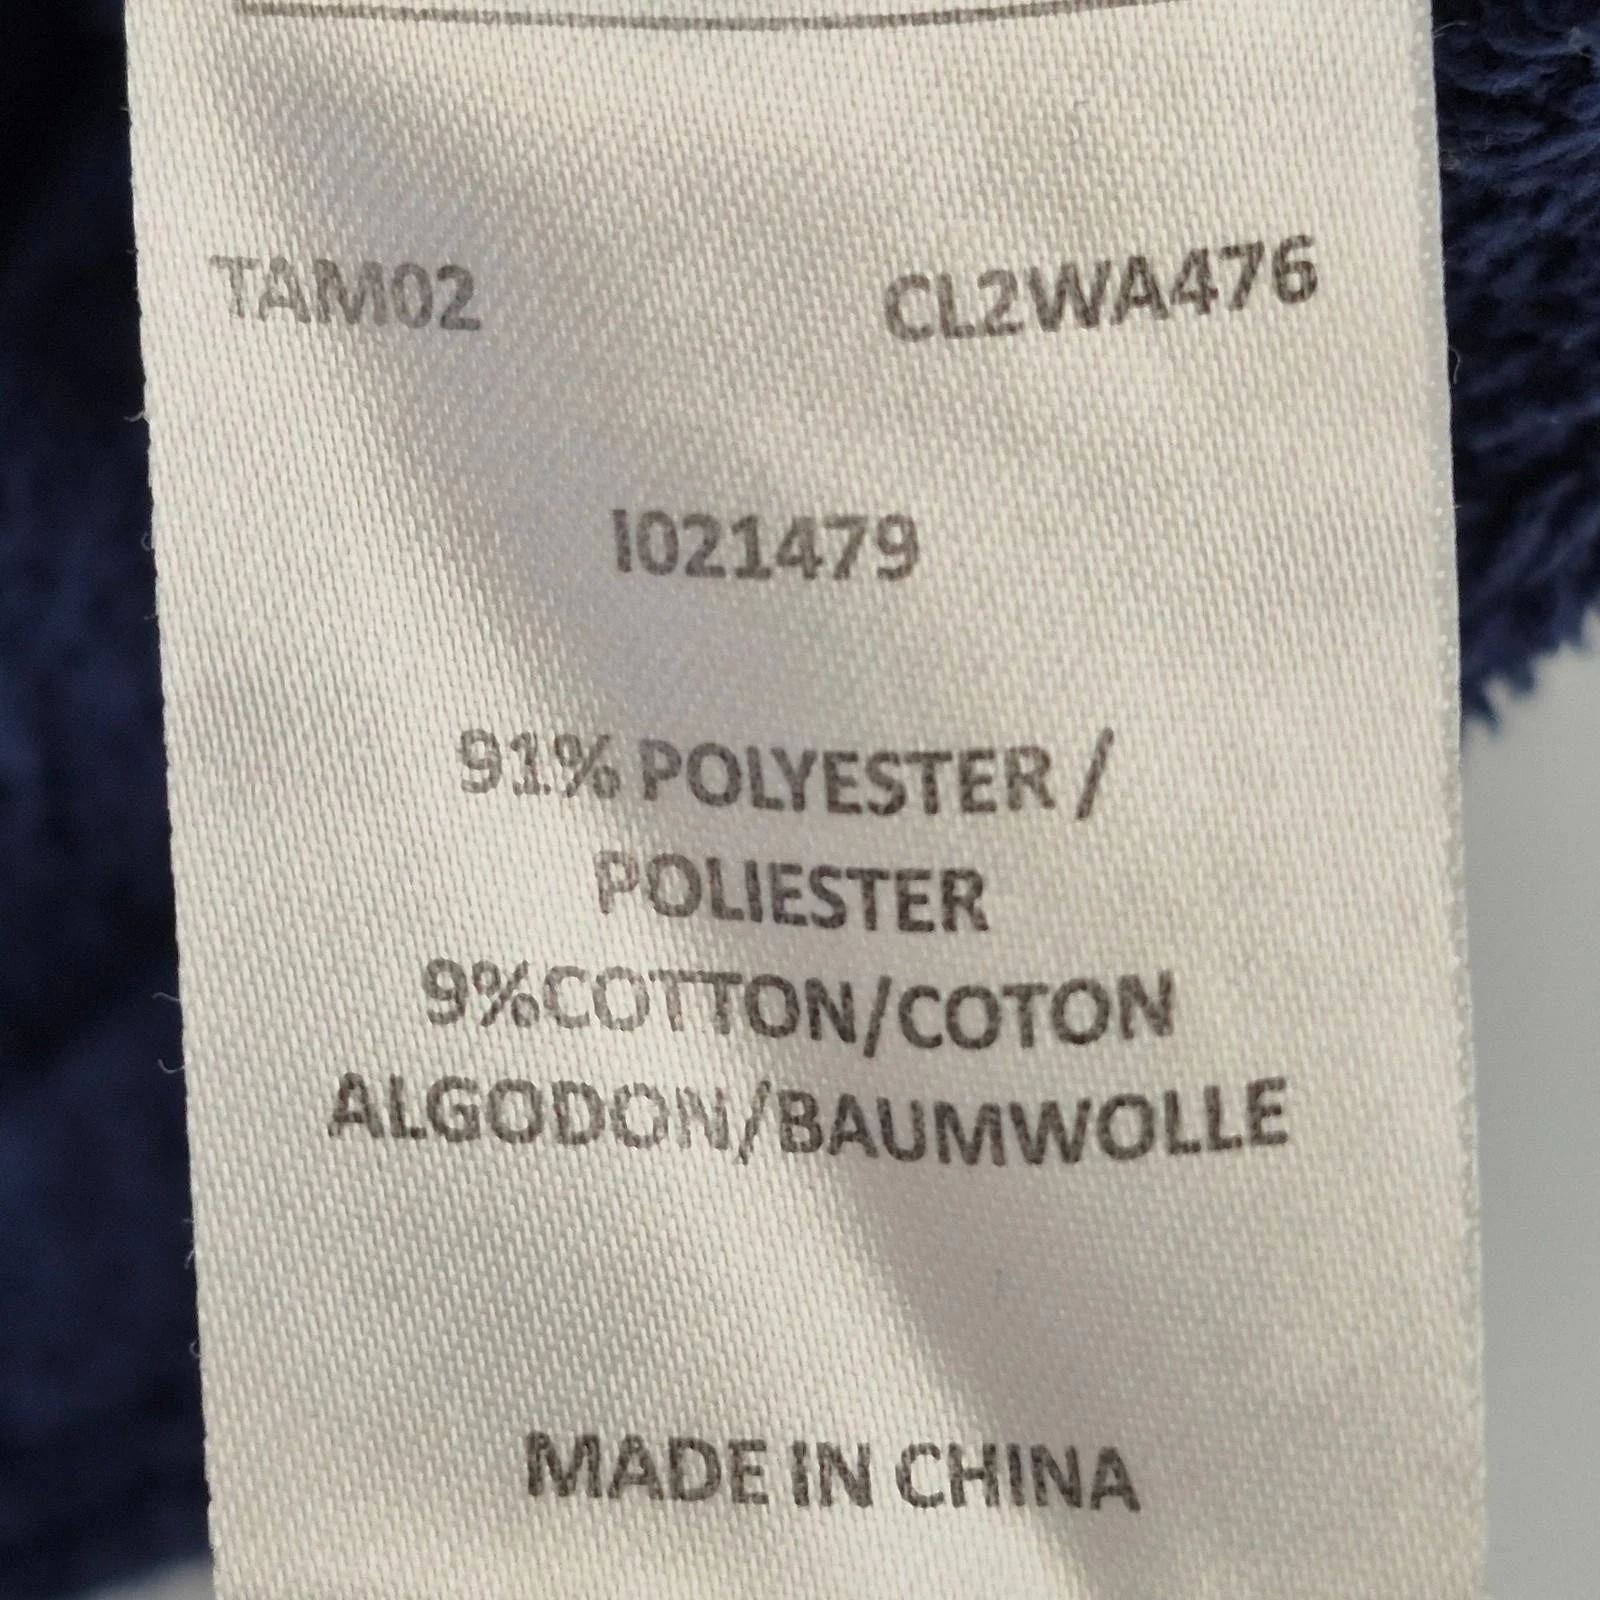 TAM02 CL2WA476
I021479
91% POLYESTER /
POLIESTER
9%COTTON/COTON
ALGODON/BAUMWOLLE
MADE IN CHINA